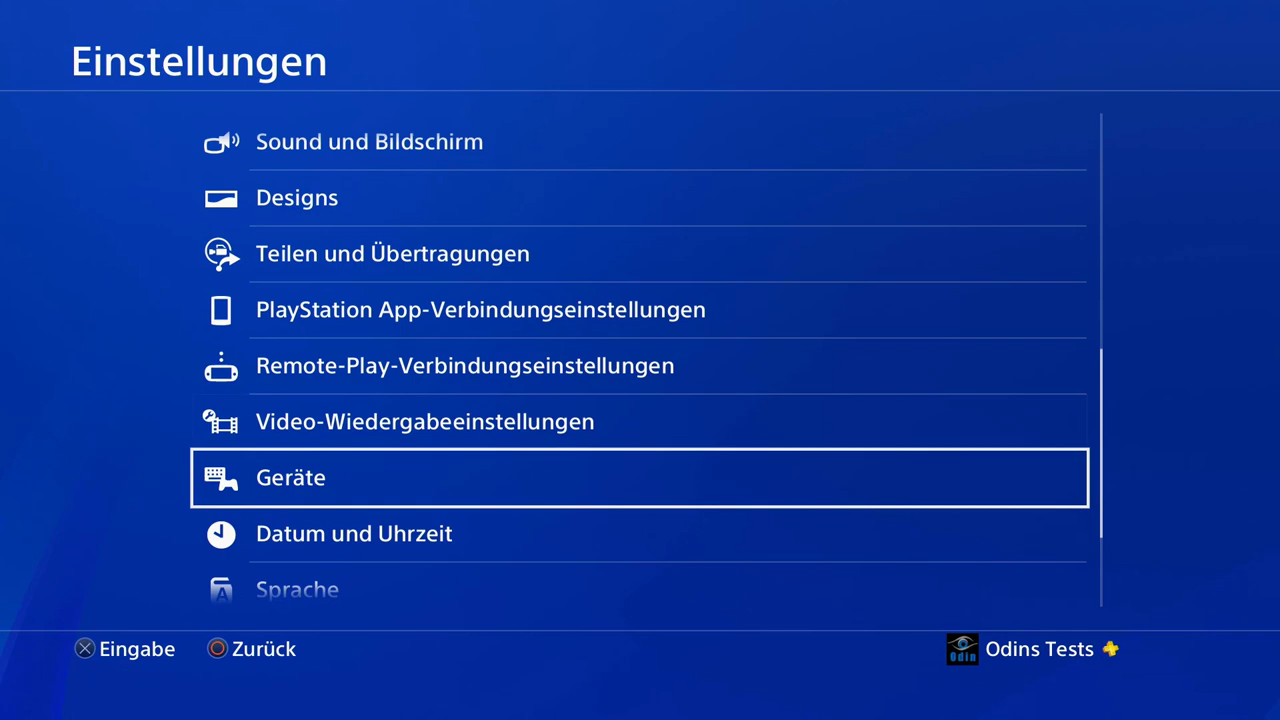 Einstellungen
Sound und Bildschirm
Designs
Teilen und Übertragungen
PlayStation App-Verbindungseinstellungen
Remote-Play-Verbindungseinstellungen
Video-Wiedergabeeinstellungen
Geräte
Datum und Uhrzeit
Sprache
Eingabe Zurück Odin Odins Tests